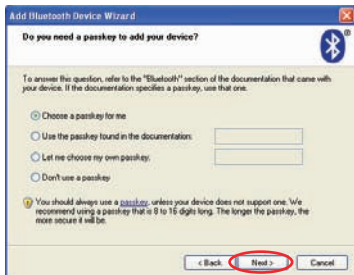 Add Bluetooth Device Wizard
Do you need a passkey to add your device?
To answer this question, refer to the "Bluetooth" section of the documentation that came with
your device. If the documentation specifies a passkey, use that one.
Choose a passkey for me
Use the passkey found in the documentation:
Let me choose my own passkey:
Don't use a passkey
You should always use a passkey, unless your device does not support one. We
recommend using a passkey that is 8 to 16 digits long. The longer the passkey, the
more secure it will be.
< Back Next > Cancel